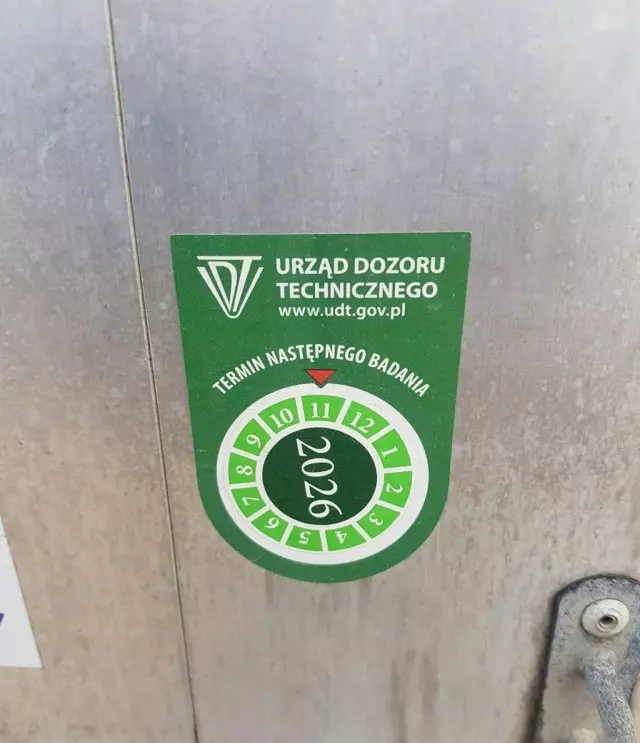 UDT
URZĄD DOZORU
TECHNICZNEGO
www.udt.gov.pl
TERMIN NASTĘPNEGO BADANIA
1 2 3 4 5 6 7 8 9 10 11 12
2026